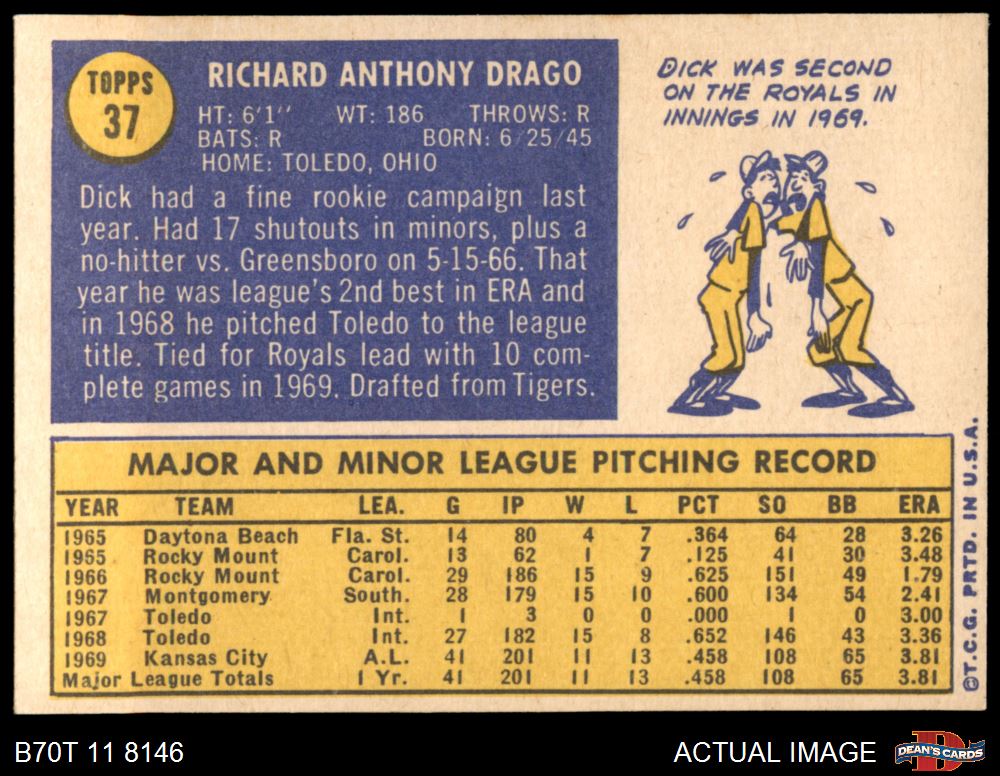 TOPPS
37
RICHARD ANTHONY DRAGO
HT: 6'1'' WT: 186 THROWS: R
BATS: R BORN: 6 25 45
HOME: TOLEDO, OHIO
Dick had a fine rookie campaign last
year. Had 17 shutouts in minors, plus a
no-hitter vs. Greensboro on 5-15-66. That
year he was league's 2nd best in ERA and
in 1968 he pitched Toledo to the league
title. Tied for Royals lead with 10 com-
plete games in 1969. Drafted from Tigers.
DICK WAS SECOND
ON THE ROYALS IN
INNINGS IN 1969.
MAJOR AND MINOR LEAGUE PITCHING RECORD
YEAR TEAM LEA. G IP W L PCT SO BB ERA
1965 Daytona Beach Fla. St. 14 80 4 7 .364 64 28 3.26
1965 Rocky Mount Carol. 13 62 1 7 .125 41 30 3.48
1966 Rocky Mount Carol. 29 186 15 9 .625 151 49 1.79
1967 Montgomery South. 28 179 15 10 .600 134 54 2.41
1967 Toledo Int. 1 3 0 0 .000 1 0 3.00
1968 Toledo Int. 27 182 15 8 .652 146 43 3.36
1969 Kansas City A.L. 41 201 11 13 .458 108 65 3.81
Major League Totals 1 Yr. 41 201 11 13 .458 108 65 3.81
©T.C.G. PRTD. IN U.S.A.
B70T 11 8146
ACTUAL IMAGE
DEAN'S CARDS